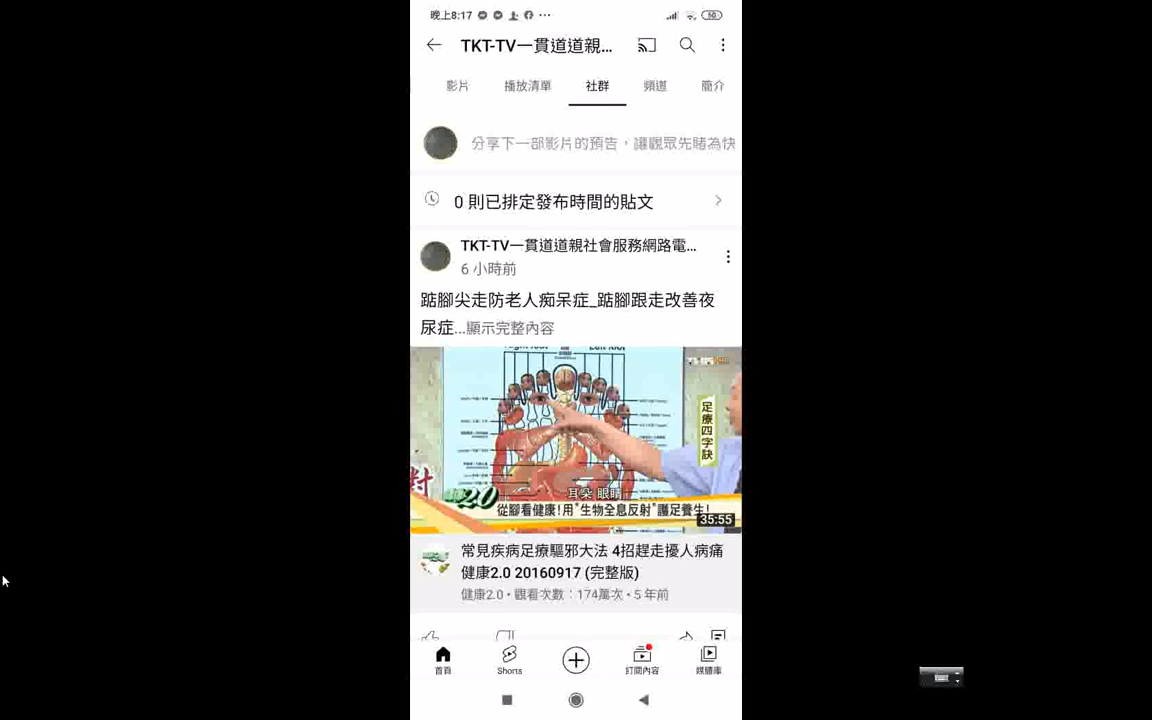 晚上8:17
50
TKT-TV一貫道道親...
影片
播放清單
社群
頻道
簡介
分享下一部影片的預告，讓觀眾先睹為快
0 則已排定發布時間的貼文
TKT-TV一貫道道親社會服務網路電...
6 小時前
踮腳尖走防老人痴呆症_踮腳跟走改善夜
尿症...顯示完整內容
足療四字訣
對
2.0
耳朵 眼睛
從腳看健康!用"生物全息反射"護足養生!
35:55
常見疾病足療驅邪大法 4招趕走擾人病痛
健康2.0 20160917 (完整版)
健康2.0 • 觀看次數：174萬次 • 5 年前
首頁
Shorts
訂閱內容
媒體庫